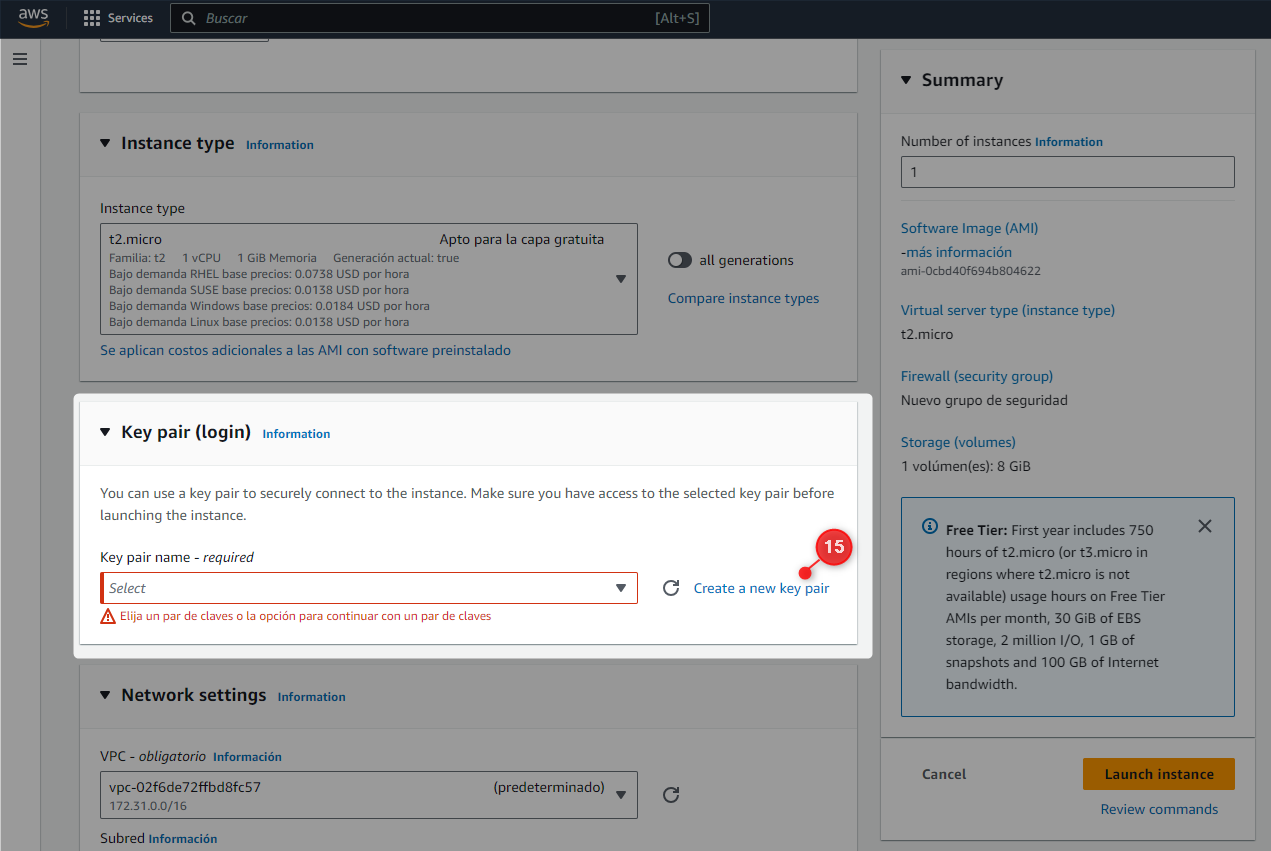 aws
Services
Buscar
[Alt+S]
Instance type Information
Instance type
t2.micro Apto para la capa gratuita
Familia: t2 1 vCPU 1 GiB Memoria Generación actual: true
Bajo demanda RHEL base precios: 0.0738 USD por hora
Bajo demanda SUSE base precios: 0.0138 USD por hora
Bajo demanda Windows base precios: 0.0184 USD por hora
Bajo demanda Linux base precios: 0.0138 USD por hora
all generations
Compare instance types
Se aplican costos adicionales a las AMI con software preinstalado
Key pair (login) Information
You can use a key pair to securely connect to the instance. Make sure you have access to the selected key pair before
launching the instance.
Key pair name - required
Select
15
Create a new key pair
Elija un par de claves o la opción para continuar con un par de claves
Network settings Information
VPC - obligatorio Información
vpc-02f6de72ffbd8fc57 (predeterminado)
172.31.0.0/16
Subred Información
Summary
Number of instances Information
1
Software Image (AMI)
-más información
ami-0cbd40f694b804622
Virtual server type (instance type)
t2.micro
Firewall (security group)
Nuevo grupo de seguridad
Storage (volumes)
1 volúmen(es): 8 GiB
Free Tier: First year includes 750
hours of t2.micro (or t3.micro in
regions where t2.micro is not
available) usage hours on Free Tier
AMIs per month, 30 GiB of EBS
storage, 2 million I/O, 1 GB of
snapshots and 100 GB of Internet
bandwidth.
Cancel
Launch instance
Review commands